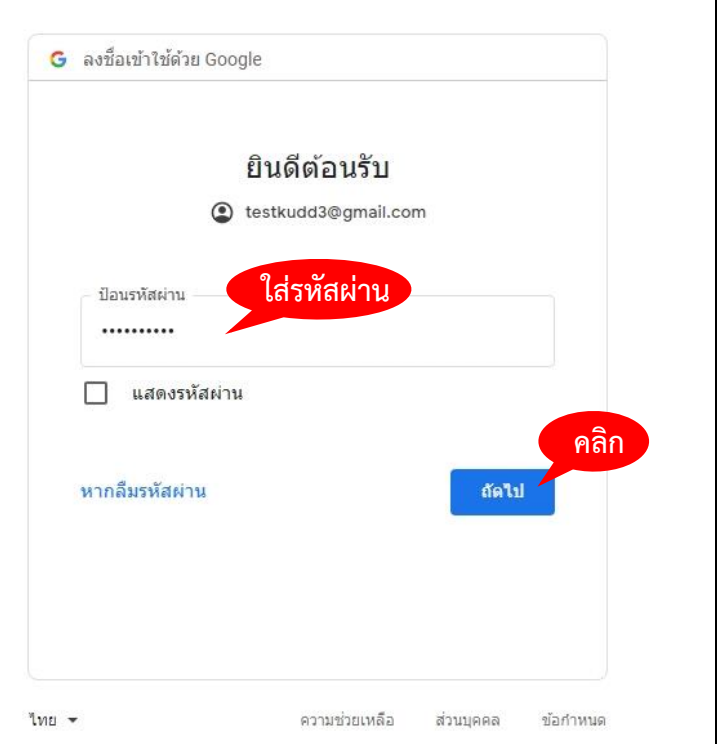 ลงชื่อเข้าใช้ด้วย Google
ยินดีต้อนรับ
testkudd3@gmail.com
ป้อนรหัสผ่าน
ใส่รหัสผ่าน
••••••••••
แสดงรหัสผ่าน
คลิก
หากลืมรหัสผ่าน
ถัดไป
ไทย
ความช่วยเหลือ
ส่วนบุคคล
ข้อกำหนด